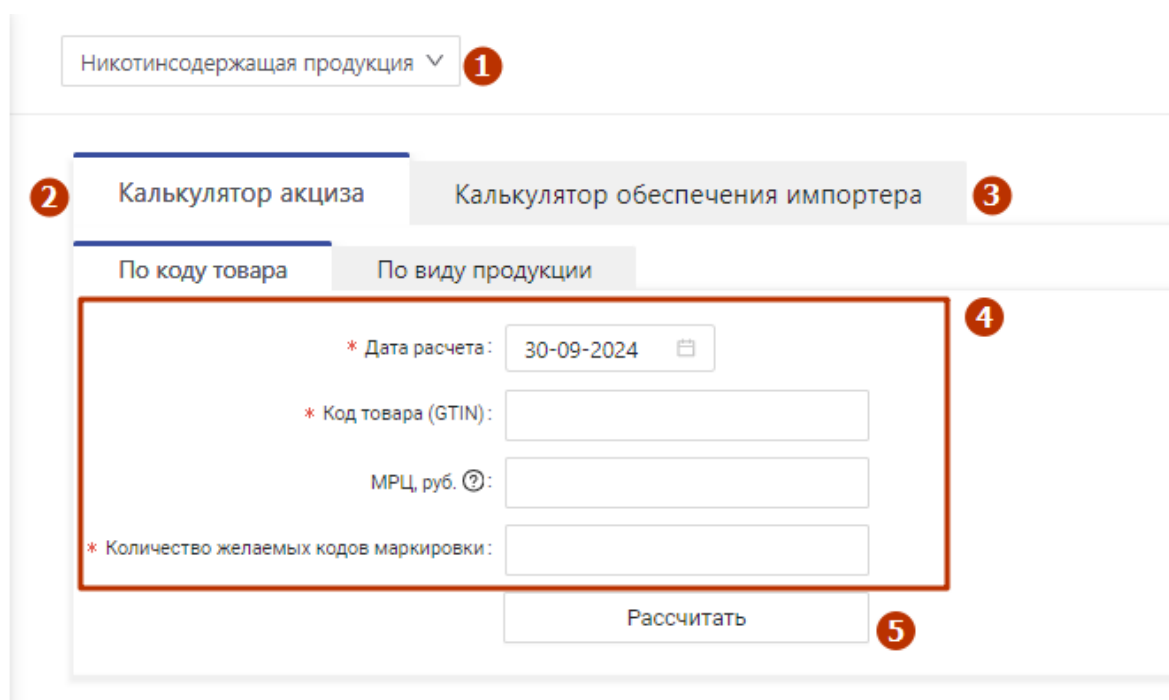 Никотинсодержащая продукция 1
2 Калькулятор акциза Калькулятор обеспечения импортера 3
По коду товара По виду продукции
4
* Дата расчета: 30-09-2024
* Код товара (GTIN):
МРЦ, руб. ?:
* Количество желаемых кодов маркировки:
Рассчитать 5